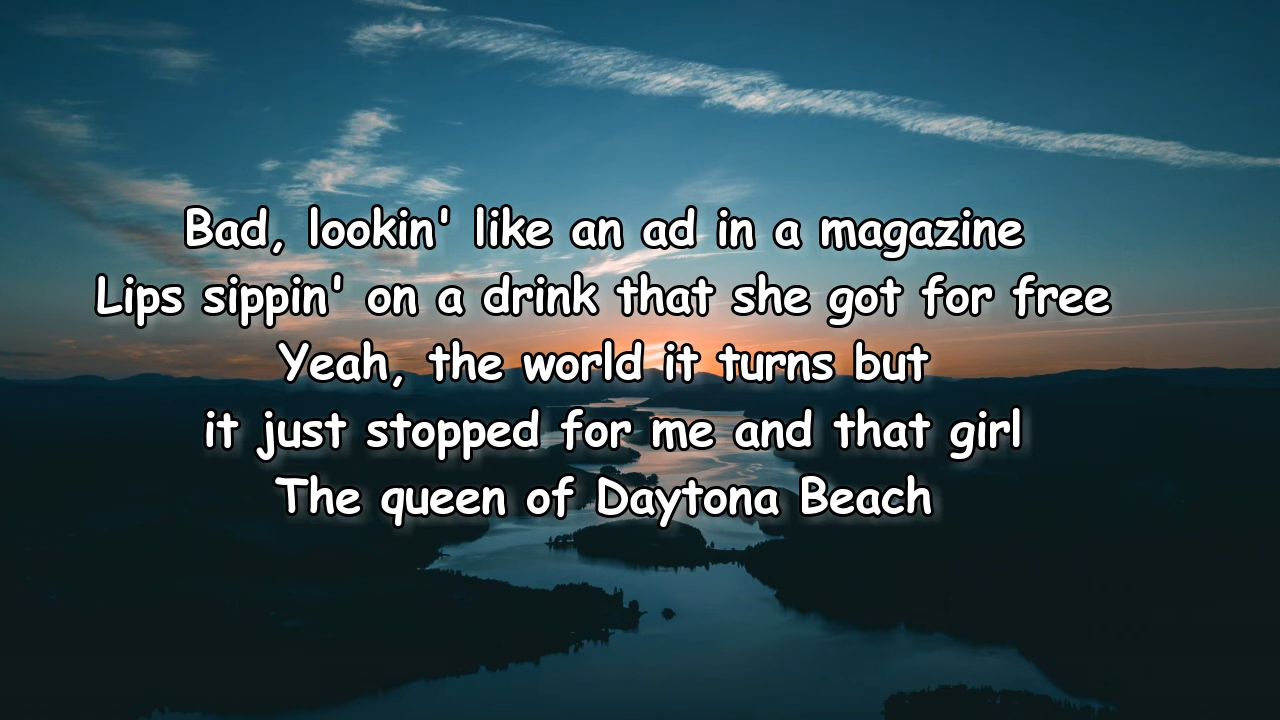 Bad, lookin' like an ad in a magazine
Lips sippin' on a drink that she got for free
Yeah, the world it turns but
it just stopped for me and that girl
The queen of Daytona Beach